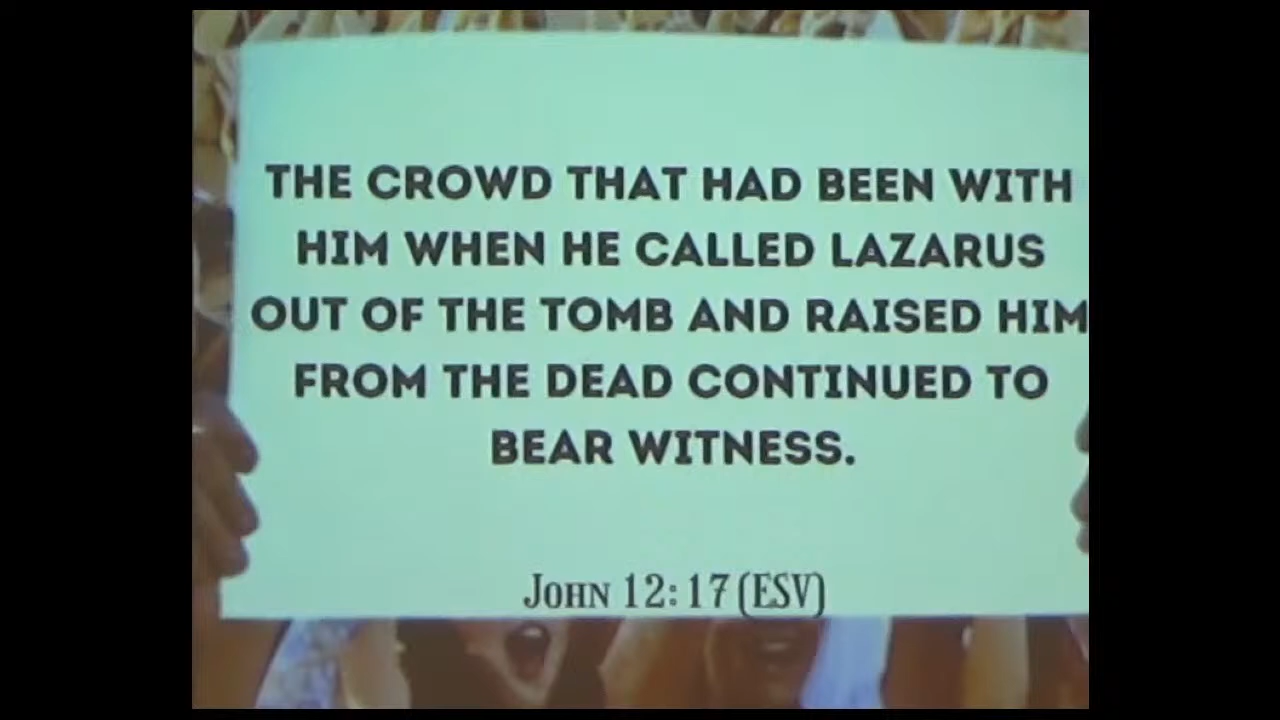 THE CROWD THAT HAD BEEN WITH
HIM WHEN HE CALLED LAZARUS
OUT OF THE TOMB AND RAISED HIM
FROM THE DEAD CONTINUED TO
BEAR WITNESS.
John 12:17 (ESV)